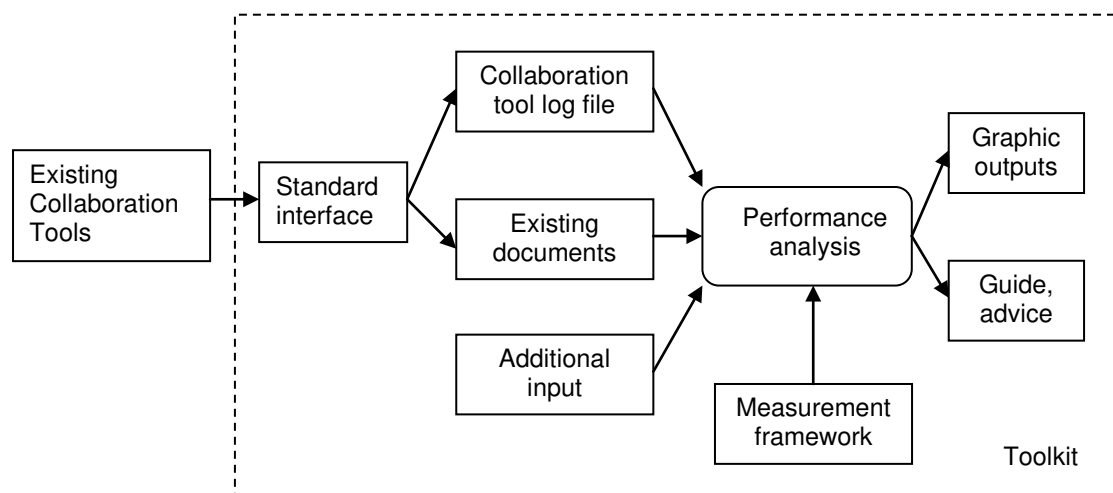 Existing
Collaboration
Tools
Standard
interface
Collaboration
tool log file
Existing
documents
Additional
input
Performance
analysis
Measurement
framework
Graphic
outputs
Guide,
advice
Toolkit